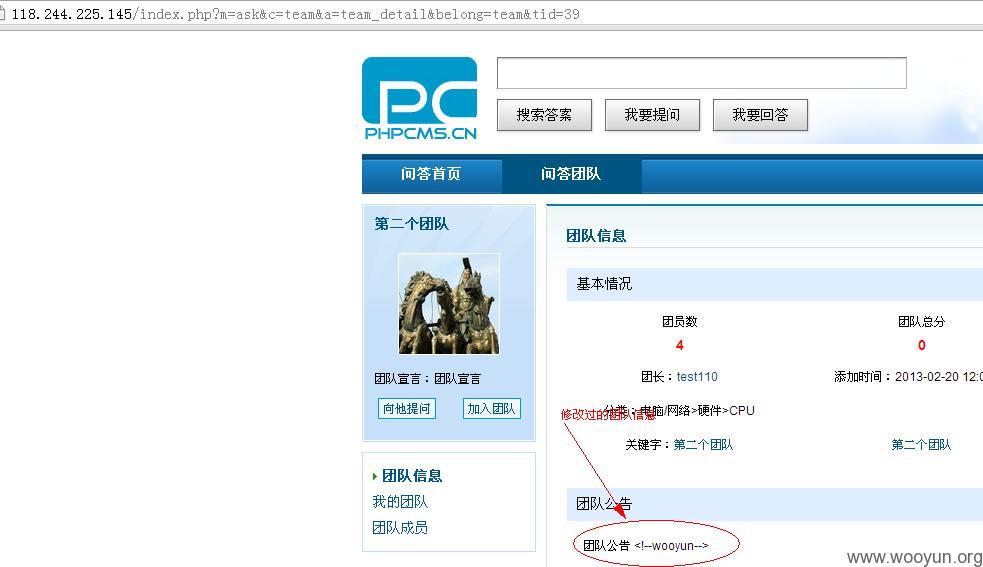 118.244.225.145/index.php?m=ask&c=team&a=team_detail&belong=team&tid=39
PC
PHPCMS.CN
搜索答案 我要提问 我要回答
问答首页 问答团队
第二个团队
团队宣言：团队宣言
向他提问 加入团队
团队信息
我的团队
团队成员
团队信息
基本情况
团员数 团队总分
4 0
团长：test110 添加时间：2013-02-20 12:0
分类：电脑/网络>硬件>CPU
修改过的团队信息
关键字：第二个团队 第二个团队
团队公告
团队公告 <!--wooyun-->
www.wooyun.org